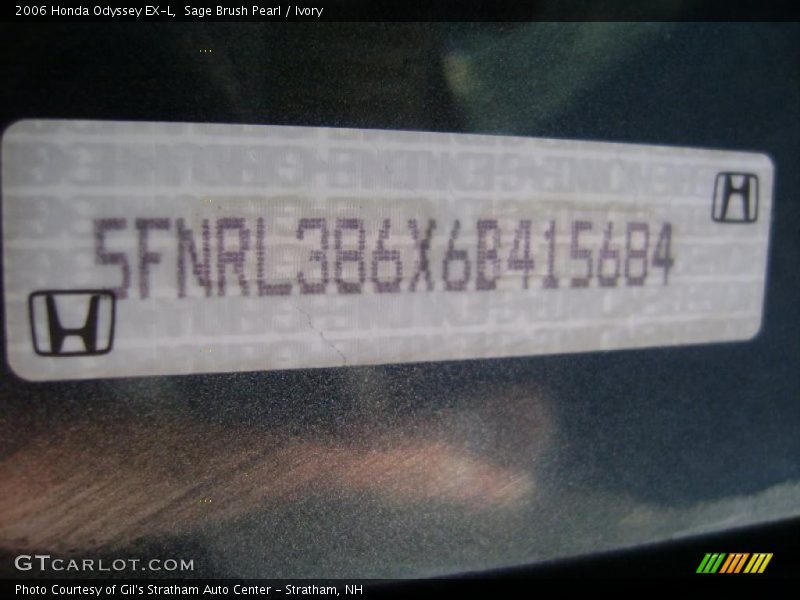 2006 Honda Odyssey EX-L, Sage Brush Pearl / Ivory
5FNRL386X6B415684
GTCARLOT.COM
Photo Courtesy of Gil's Stratham Auto Center - Stratham, NH